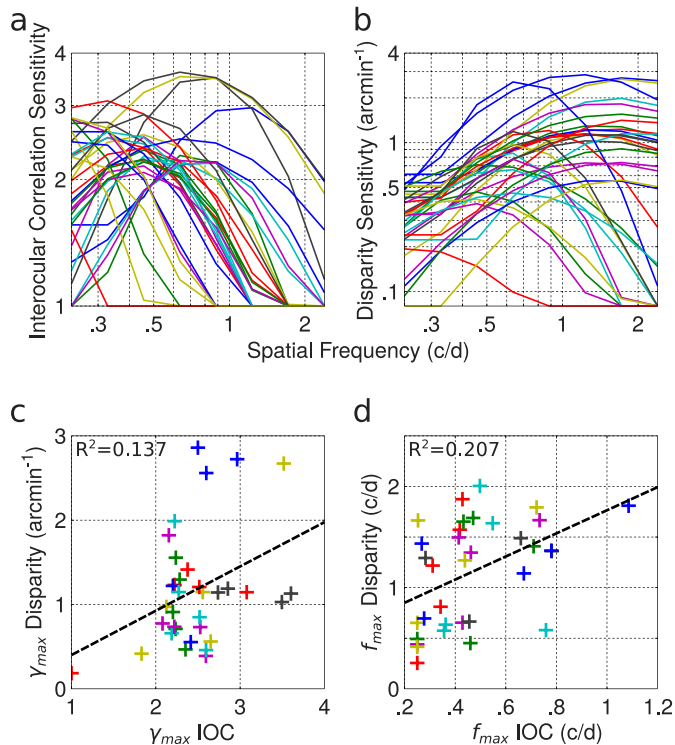 a
b
Interocular Correlation Sensitivity
4
3
2
1
.3 .5 1 2
Disparity Sensitivty (arcmin⁻¹)
4
1
.5
.1
.3 .5 1 2
Spatial Frequency (c/d)
c
R²=0.137
γmax Disparity (arcmin⁻¹)
3
2
1
0
1 2 3 4
γmax IOC
d
R²=0.207
fmax Disparity (c/d)
3
2
1
0
.2 .4 .6 .8 1 1.2
fmax IOC (c/d)